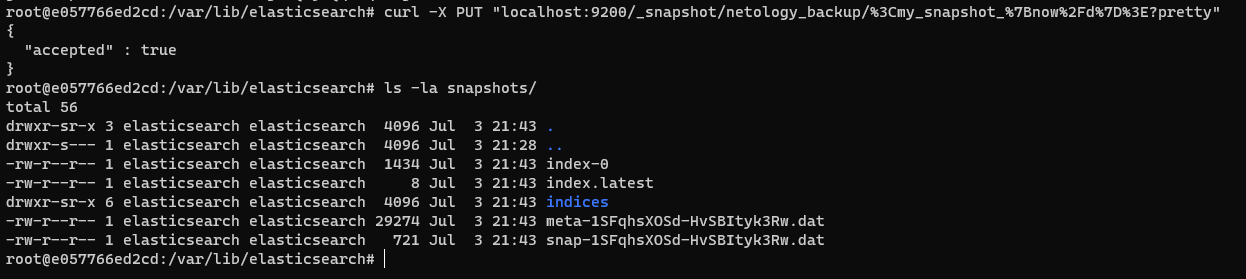 root@e057766ed2cd:/var/lib/elasticsearch# curl -X PUT "localhost:9200/_snapshot/netology_backup/%3Cmy_snapshot_%7Bnow%2Fd%7D%3E?pretty"
{
  "accepted" : true
}
root@e057766ed2cd:/var/lib/elasticsearch# ls -la snapshots/
total 56
drwxr-sr-x 3 elasticsearch elasticsearch  4096 Jul  3 21:43 .
drwxr-s--- 1 elasticsearch elasticsearch  4096 Jul  3 21:28 ..
-rw-r--r-- 1 elasticsearch elasticsearch  1434 Jul  3 21:43 index-0
-rw-r--r-- 1 elasticsearch elasticsearch     8 Jul  3 21:43 index.latest
drwxr-sr-x 6 elasticsearch elasticsearch  4096 Jul  3 21:43 indices
-rw-r--r-- 1 elasticsearch elasticsearch 29274 Jul  3 21:43 meta-1SFqhsXOSd-HvSBItyk3Rw.dat
-rw-r--r-- 1 elasticsearch elasticsearch   721 Jul  3 21:43 snap-1SFqhsXOSd-HvSBItyk3Rw.dat
root@e057766ed2cd:/var/lib/elasticsearch#